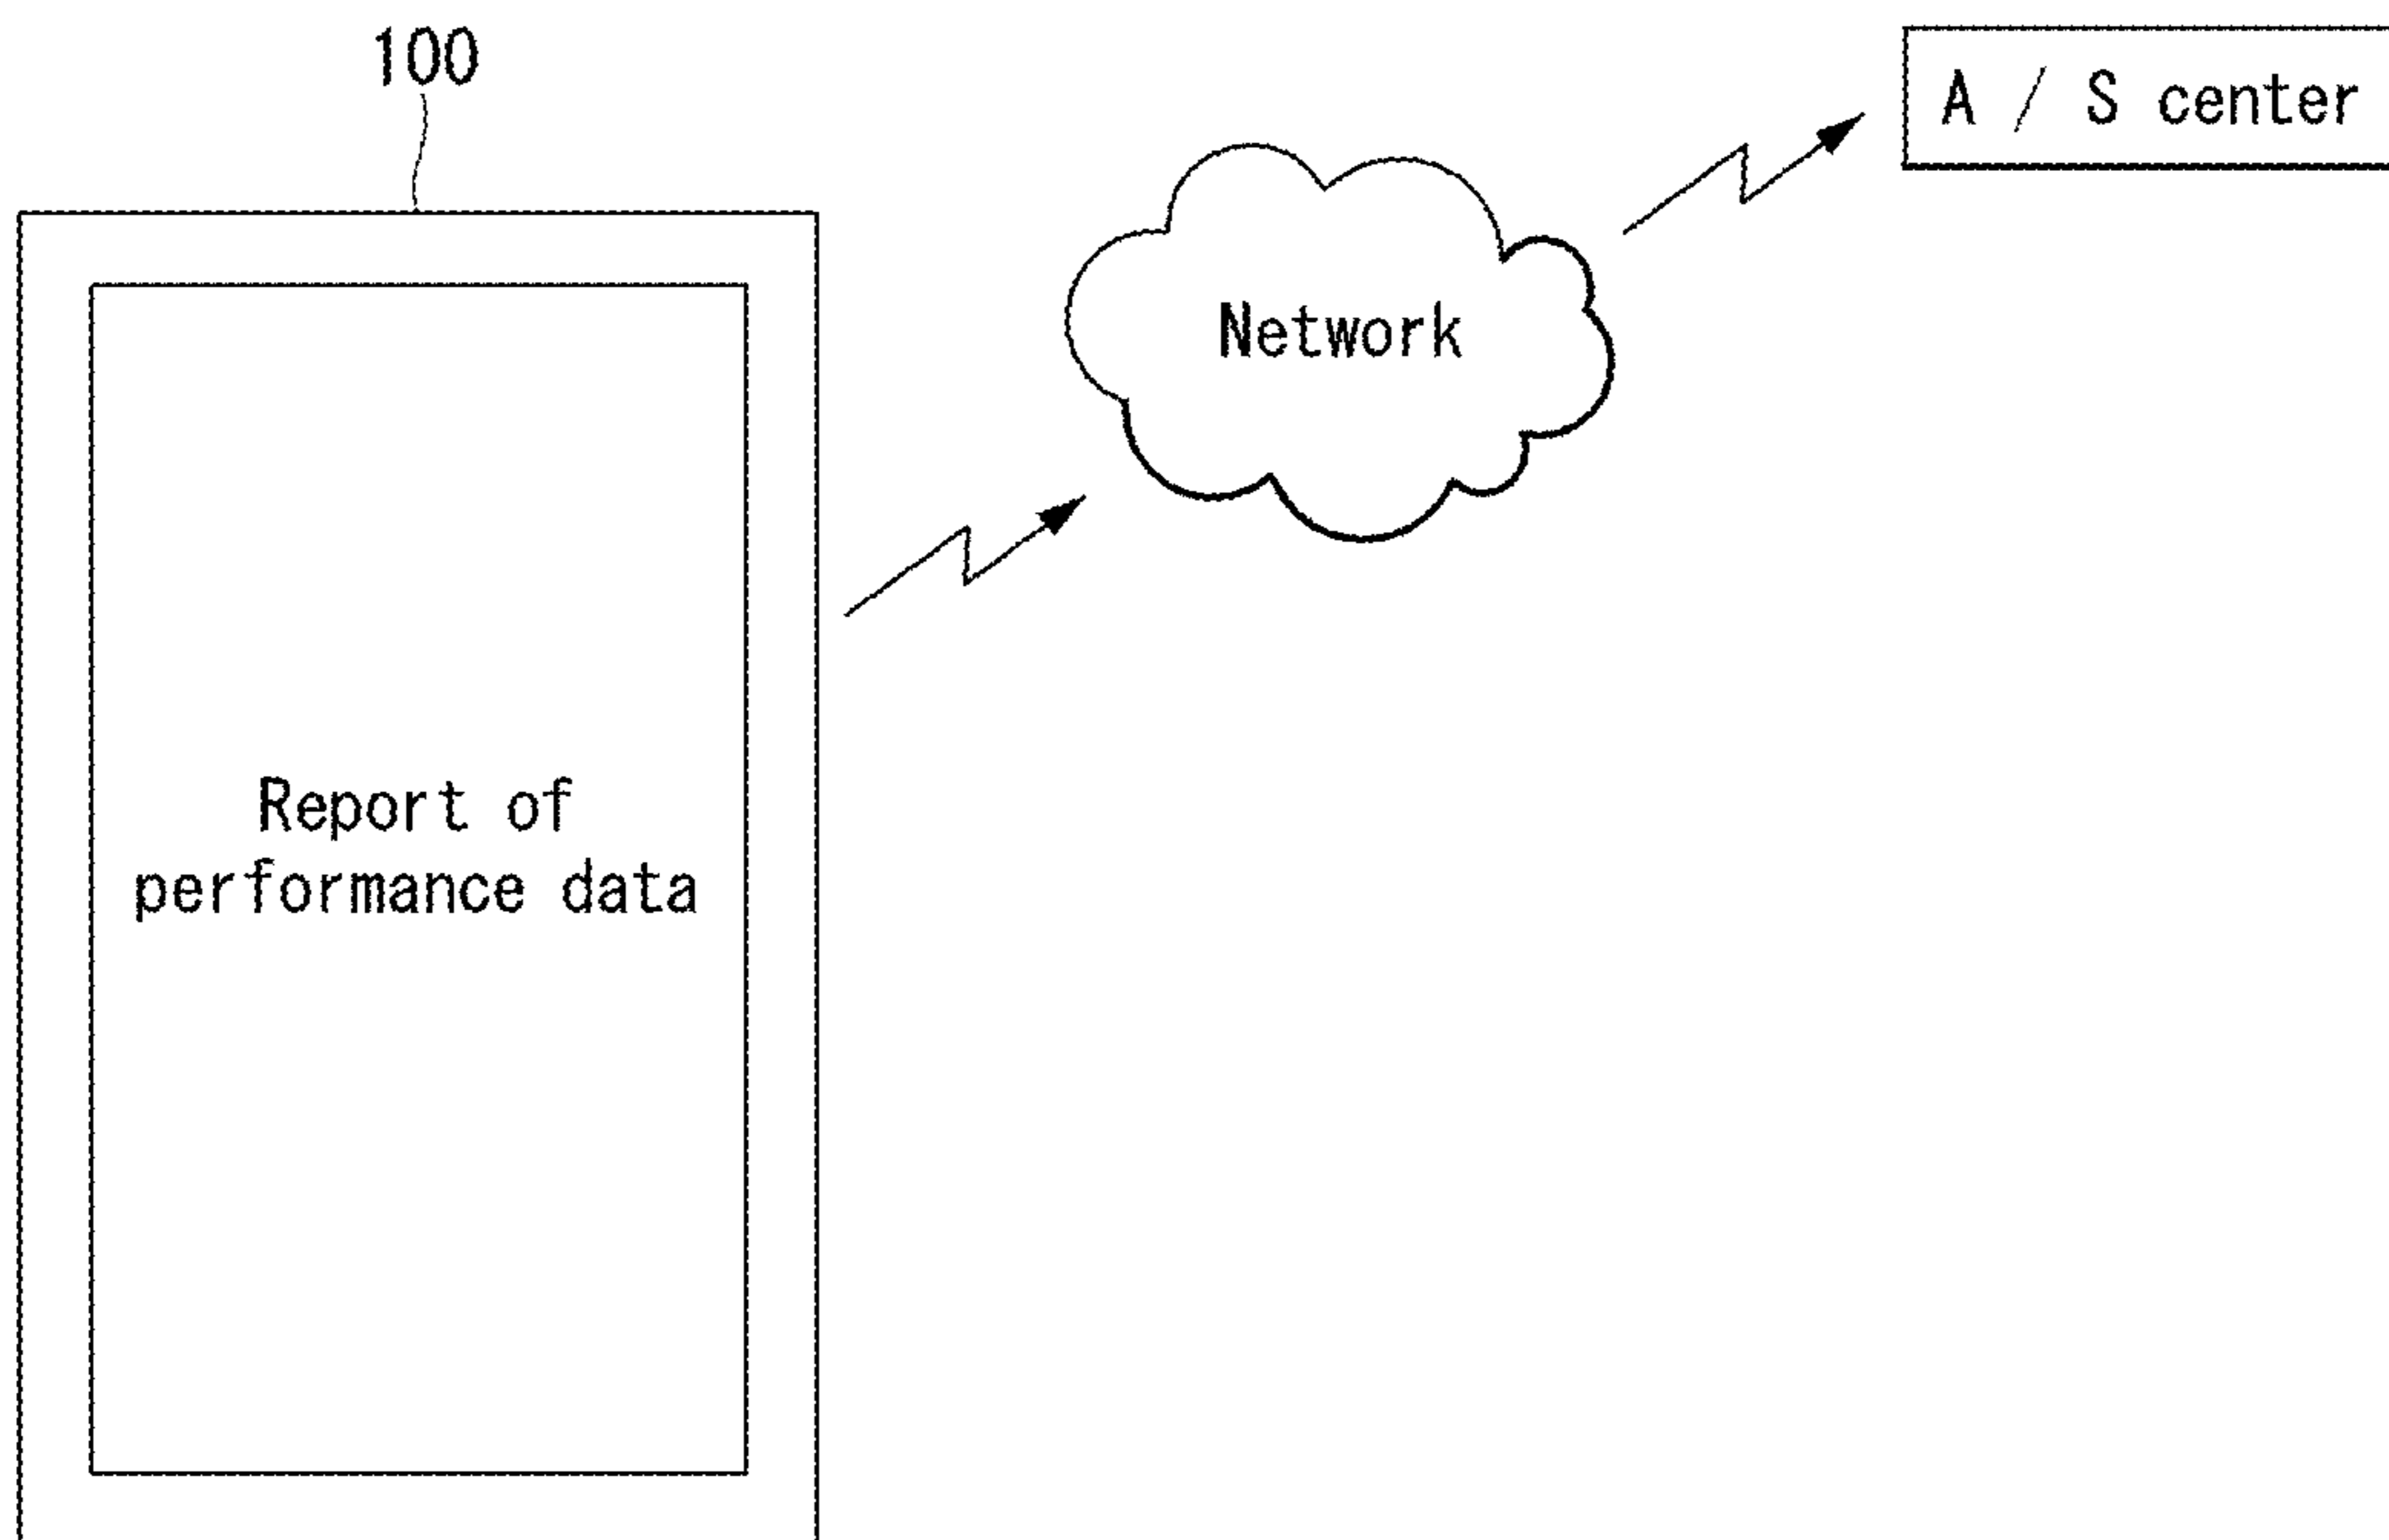 100
A / S center
Network
Report of
performance data